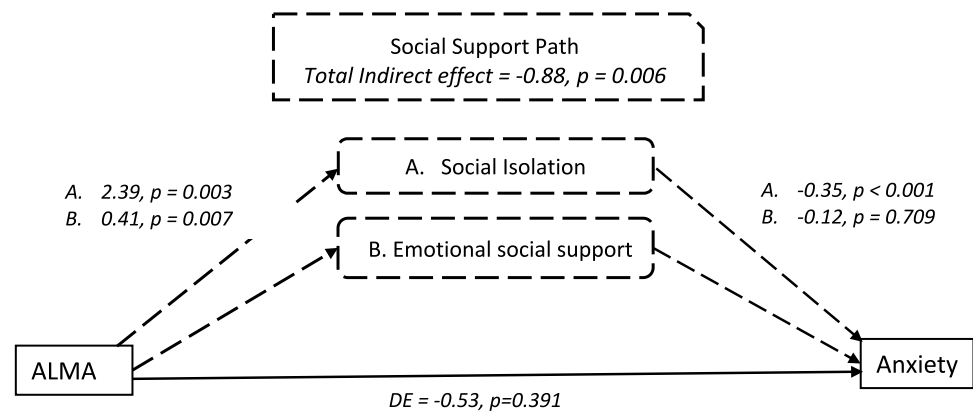 Social Support Path
Total Indirect effect = -0.88, p = 0.006
A. Social Isolation
A. 2.39, p = 0.003
B. 0.41, p = 0.007
A. -0.35, p < 0.001
B. -0.12, p = 0.709
B. Emotional social support
ALMA
Anxiety
DE = -0.53, p=0.391